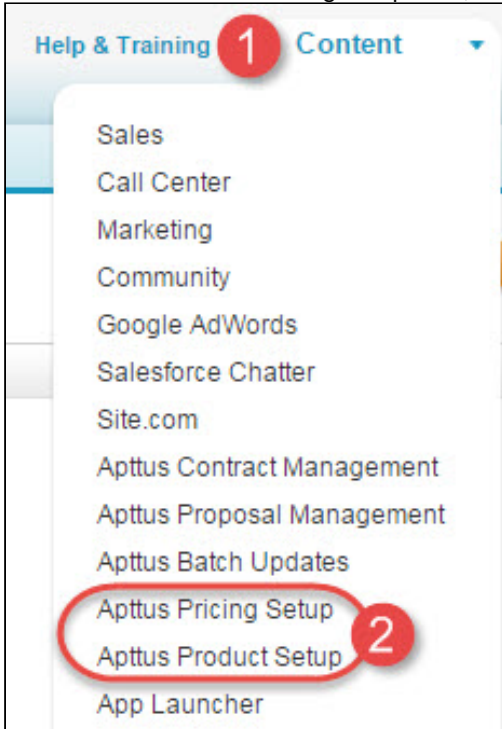 Help & Training 1 Content
Sales
Call Center
Marketing
Community
Google AdWords
Salesforce Chatter
Site.com
Apttus Contract Management
Apttus Proposal Management
Apttus Batch Updates
Apttus Pricing Setup
2
Apttus Product Setup
App Launcher